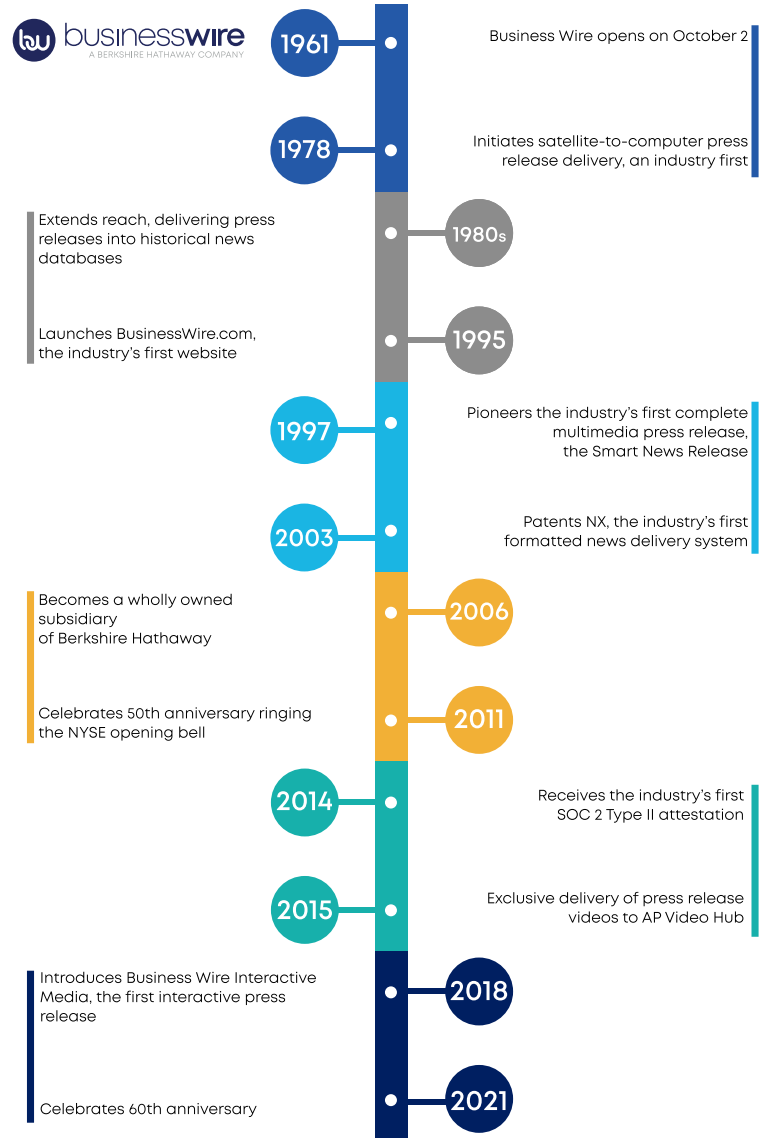 bw businesswire
A BERKSHIRE HATHAWAY COMPANY
1961
Business Wire opens on October 2
1978
Initiates satellite-to-computer press
release delivery, an industry first
1980s
Extends reach, delivering press
releases into historical news
databases
1995
Launches BusinessWire.com,
the industry's first website
1997
Pioneers the industry's first complete
multimedia press release,
the Smart News Release
2003
Patents NX, the industry's first
formatted news delivery system
2006
Becomes a wholly owned
subsidiary
of Berkshire Hathaway
2011
Celebrates 50th anniversary ringing
the NYSE opening bell
2014
Receives the industry's first
SOC 2 Type II attestation
2015
Exclusive delivery of press release
videos to AP Video Hub
2018
Introduces Business Wire Interactive
Media, the first interactive press
release
2021
Celebrates 60th anniversary